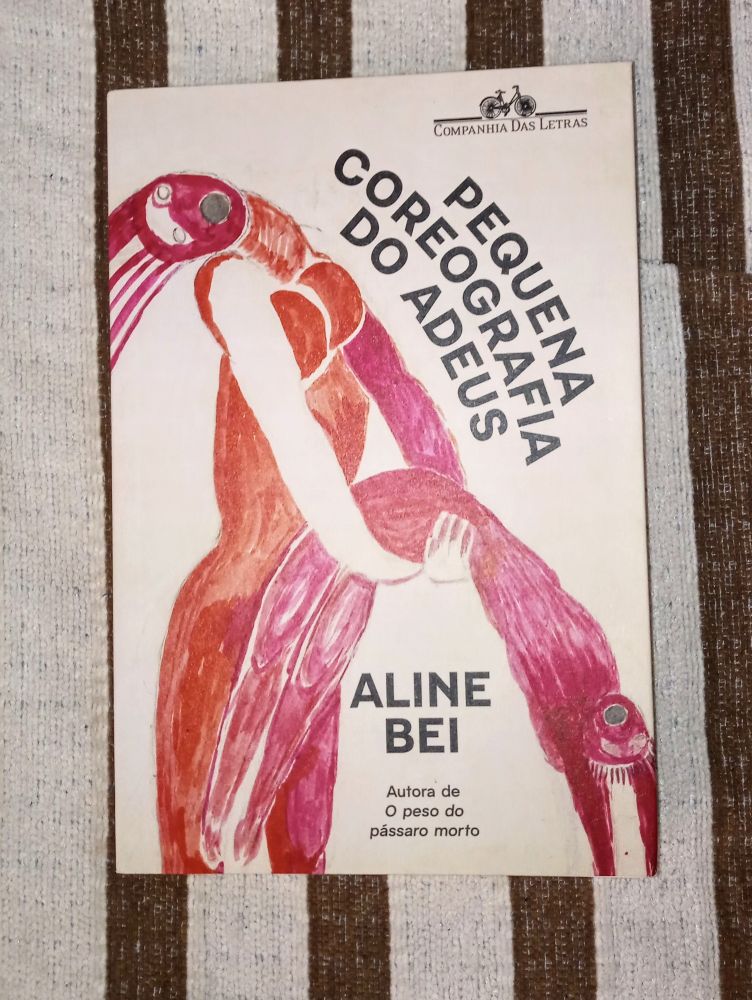 COMPANHIA DAS LETRAS
PEQUENA
COREOGRAFIA
DO ADEUS
ALINE
BEI
Autora de
O peso do
pássaro morto